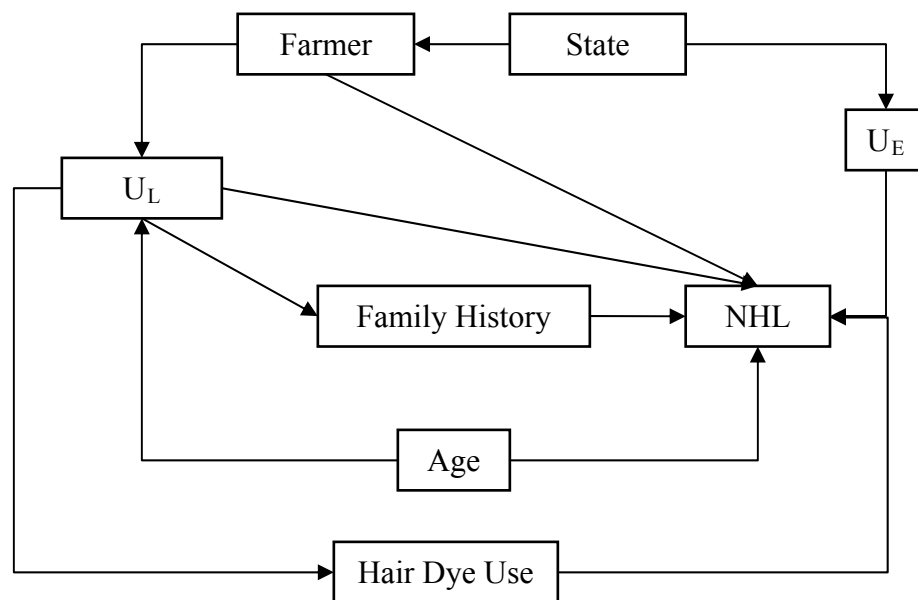 Farmer
State
U_E
U_L
Family History
NHL
Age
Hair Dye Use